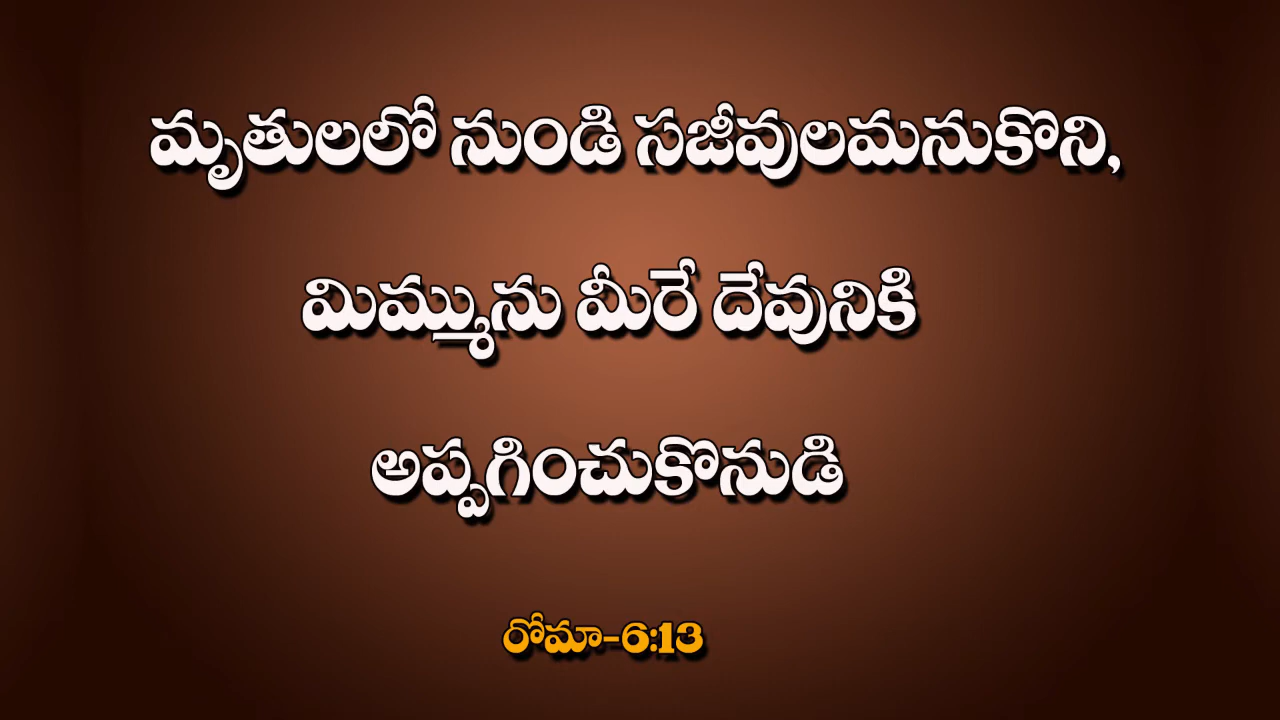 మృతులలో నుండి సజీవులమనుకొని,
మిమ్మును మీరే దేవునికి
అప్పగించుకొనుడి
రోమా-6:13